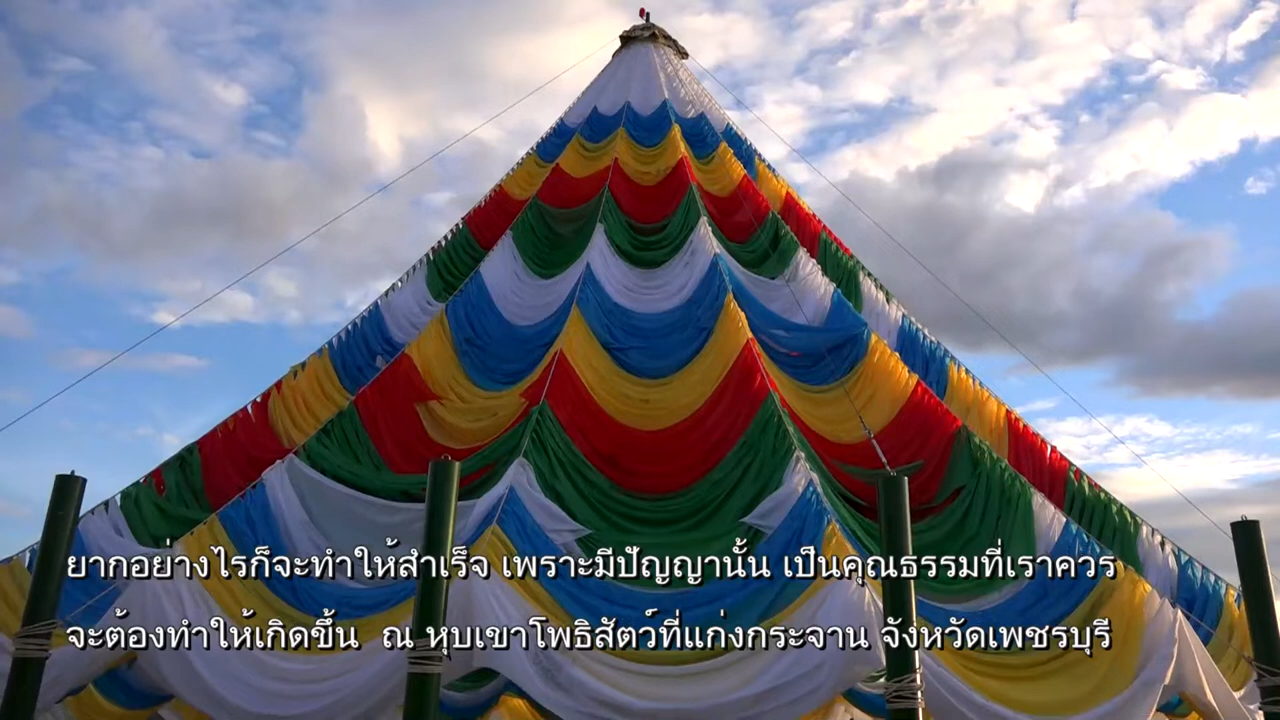 ยากอย่างไรก็จะทำให้สำเร็จ เพราะมีปัญญานั้น เป็นคุณธรรมที่เราควร
จะต้องทำให้เกิดขึ้น ณ หุบเขาโพธิสัตว์ที่แก่งกระจาน จังหวัดเพชรบุรี